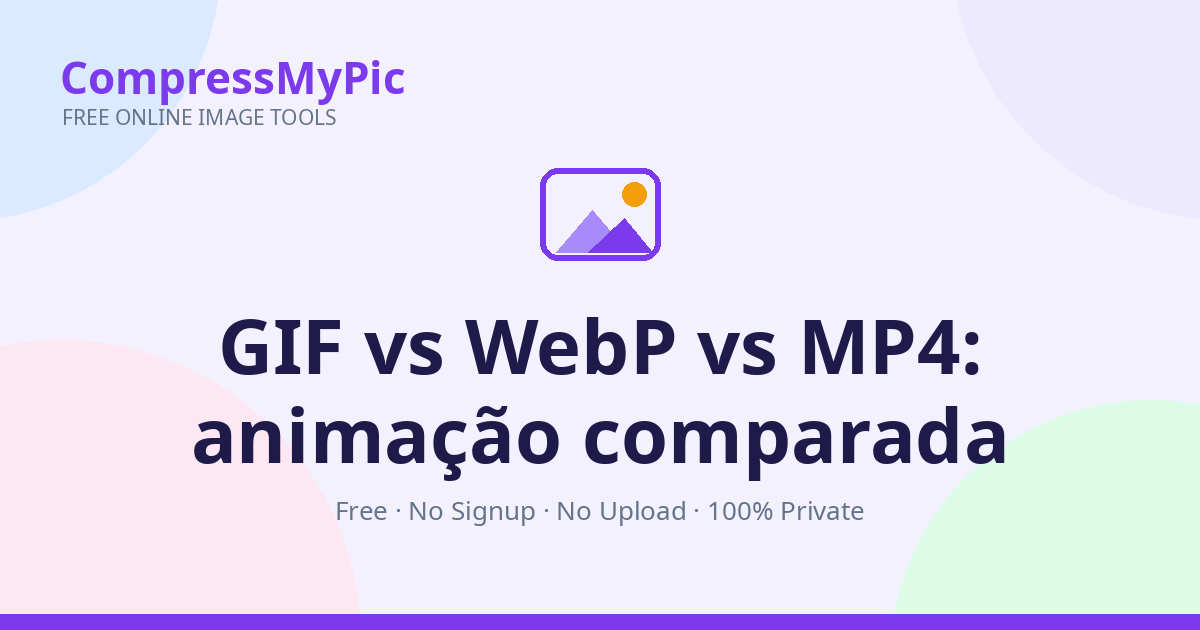 CompressMyPic
FREE ONLINE IMAGE TOOLS
GIF vs WebP vs MP4:
animação comparada
Free · No Signup · No Upload · 100% Private